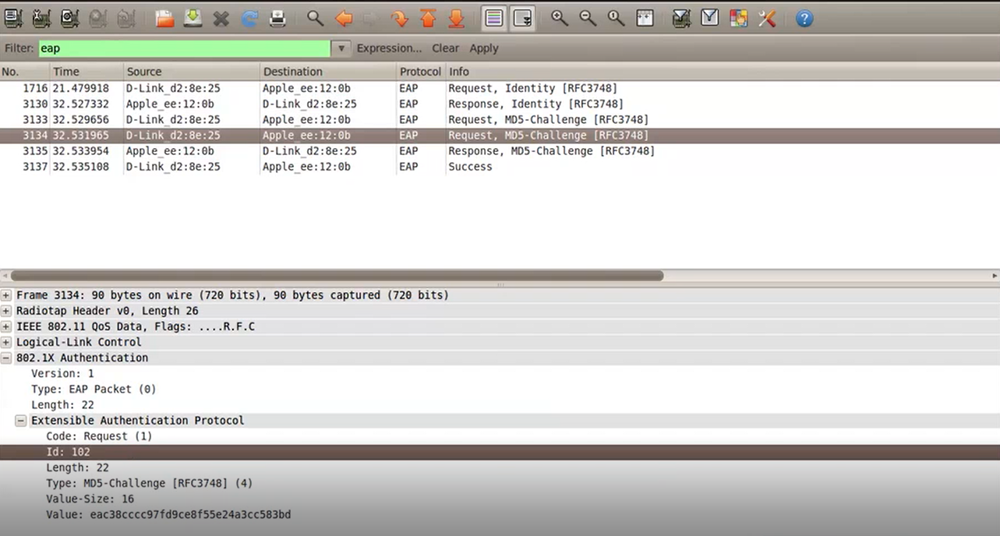 Filter: eap Expression... Clear Apply
No. Time Source Destination Protocol Info
1716 21.479918 D-Link_d2:8e:25 Apple_ee:12:0b EAP Request, Identity [RFC3748]
3130 32.527332 Apple_ee:12:0b D-Link_d2:8e:25 EAP Response, Identity [RFC3748]
3133 32.529656 D-Link_d2:8e:25 Apple_ee:12:0b EAP Request, MD5-Challenge [RFC3748]
3134 32.531965 D-Link_d2:8e:25 Apple_ee:12:0b EAP Request, MD5-Challenge [RFC3748]
3135 32.533954 Apple_ee:12:0b D-Link_d2:8e:25 EAP Response, MD5-Challenge [RFC3748]
3137 32.535108 D-Link_d2:8e:25 Apple_ee:12:0b EAP Success
Frame 3134: 90 bytes on wire (720 bits), 90 bytes captured (720 bits)
Radiotap Header v0, Length 26
IEEE 802.11 QoS Data, Flags: ....R.F.C
Logical-Link Control
802.1X Authentication
Version: 1
Type: EAP Packet (0)
Length: 22
Extensible Authentication Protocol
Code: Request (1)
Id: 102
Length: 22
Type: MD5-Challenge [RFC3748] (4)
Value-Size: 16
Value: eac38cccc97fd9ce8f55e24a3cc583bd